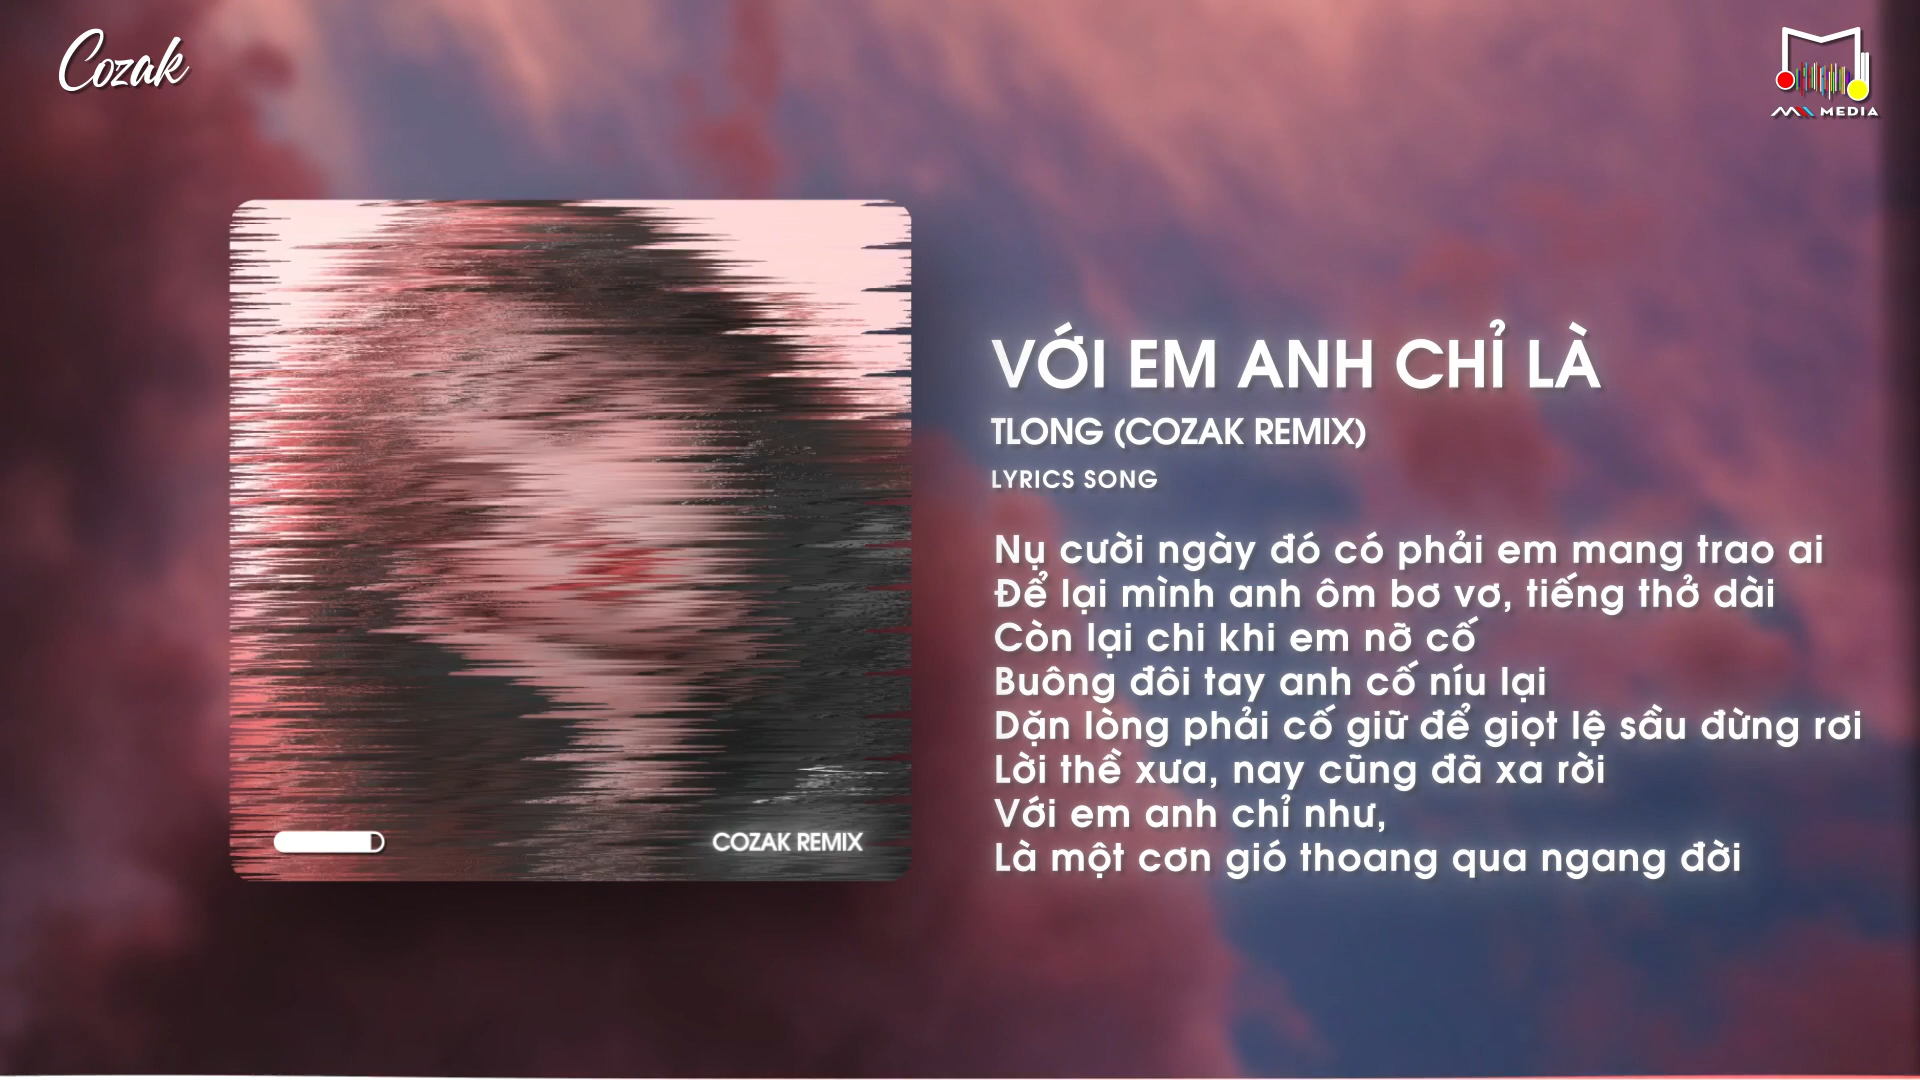 Cozak
MEDIA
VỚI EM ANH CHỈ LÀ
TLONG (COZAK REMIX)
LYRICS SONG
Nụ cười ngày đó có phải em mang trao ai
Để lại mình anh ôm bơ vơ, tiếng thở dài
Còn lại chi khi em nỡ cố
Buông đôi tay anh cố níu lại
Dặn lòng phải cố giữ để giọt lệ sầu đừng rơi
Lời thề xưa, nay cũng đã xa rời
Với em anh chỉ như,
Là một cơn gió thoang qua ngang đời
COZAK REMIX